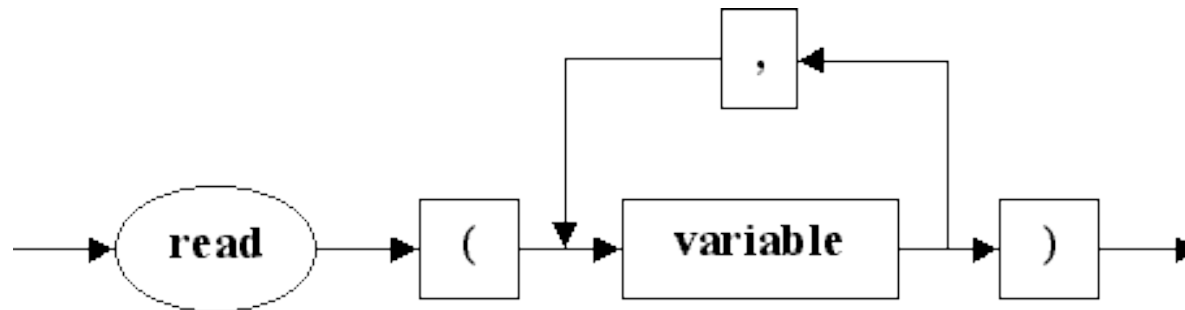 ,
read ( variable )